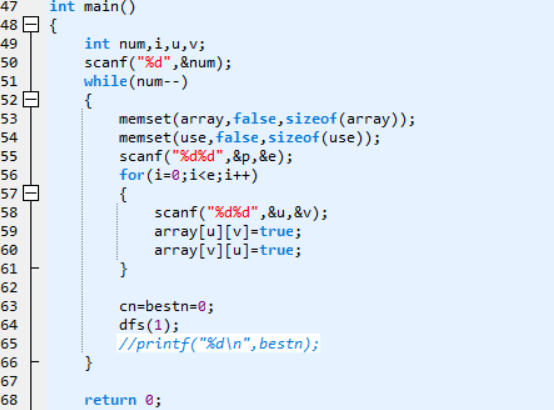 47 int main()
48 {
49 int num,i,u,v;
50 scanf("%d",&num);
51 while(num--)
52 {
53 memset(array,false,sizeof(array));
54 memset(use,false,sizeof(use));
55 scanf("%d%d",&p,&e);
56 for(i=0;i<e;i++)
57 {
58 scanf("%d%d",&u,&v);
59 array[u][v]=true;
60 array[v][u]=true;
61 }
62
63 cn=bestn=0;
64 dfs(1);
65 //printf("%d\n",bestn);
66 }
67
68 return 0;